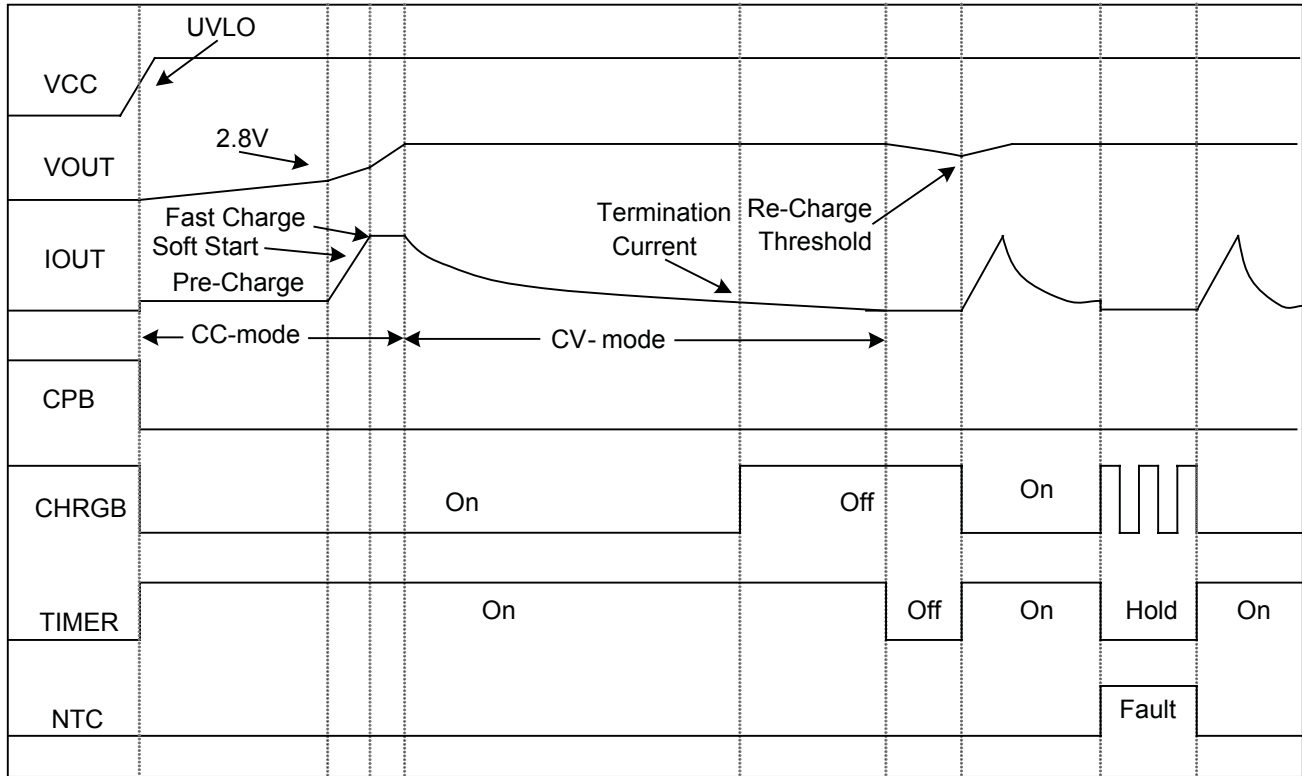 UVLO
VCC
2.8V
VOUT
Fast Charge
Soft Start
Pre-Charge
IOUT
Termination
Current
Re-Charge
Threshold
CC-mode
CV- mode
CPB
CHRGB
On
Off
On
TIMER
On
Off
On
Hold
On
NTC
Fault